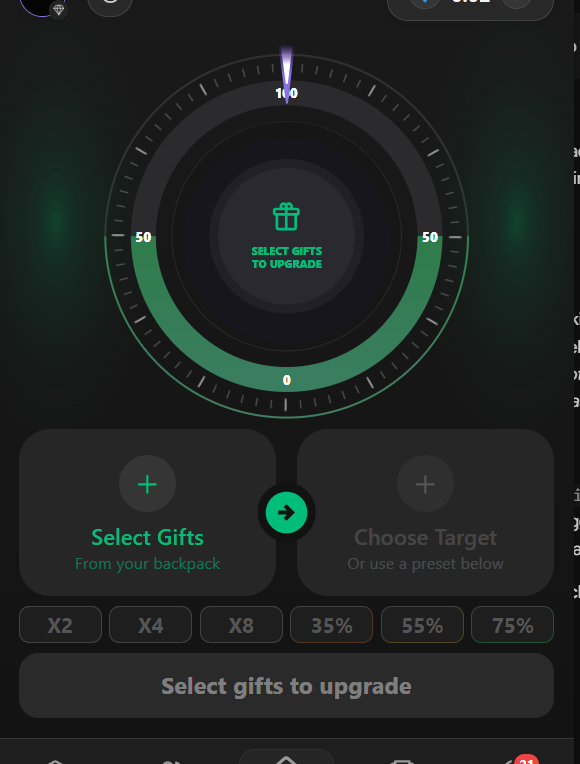 100
50
50
SELECT GIFTS
TO UPGRADE
0
Select Gifts
From your backpack
Choose Target
Or use a preset below
X2
X4
X8
35%
55%
75%
Select gifts to upgrade